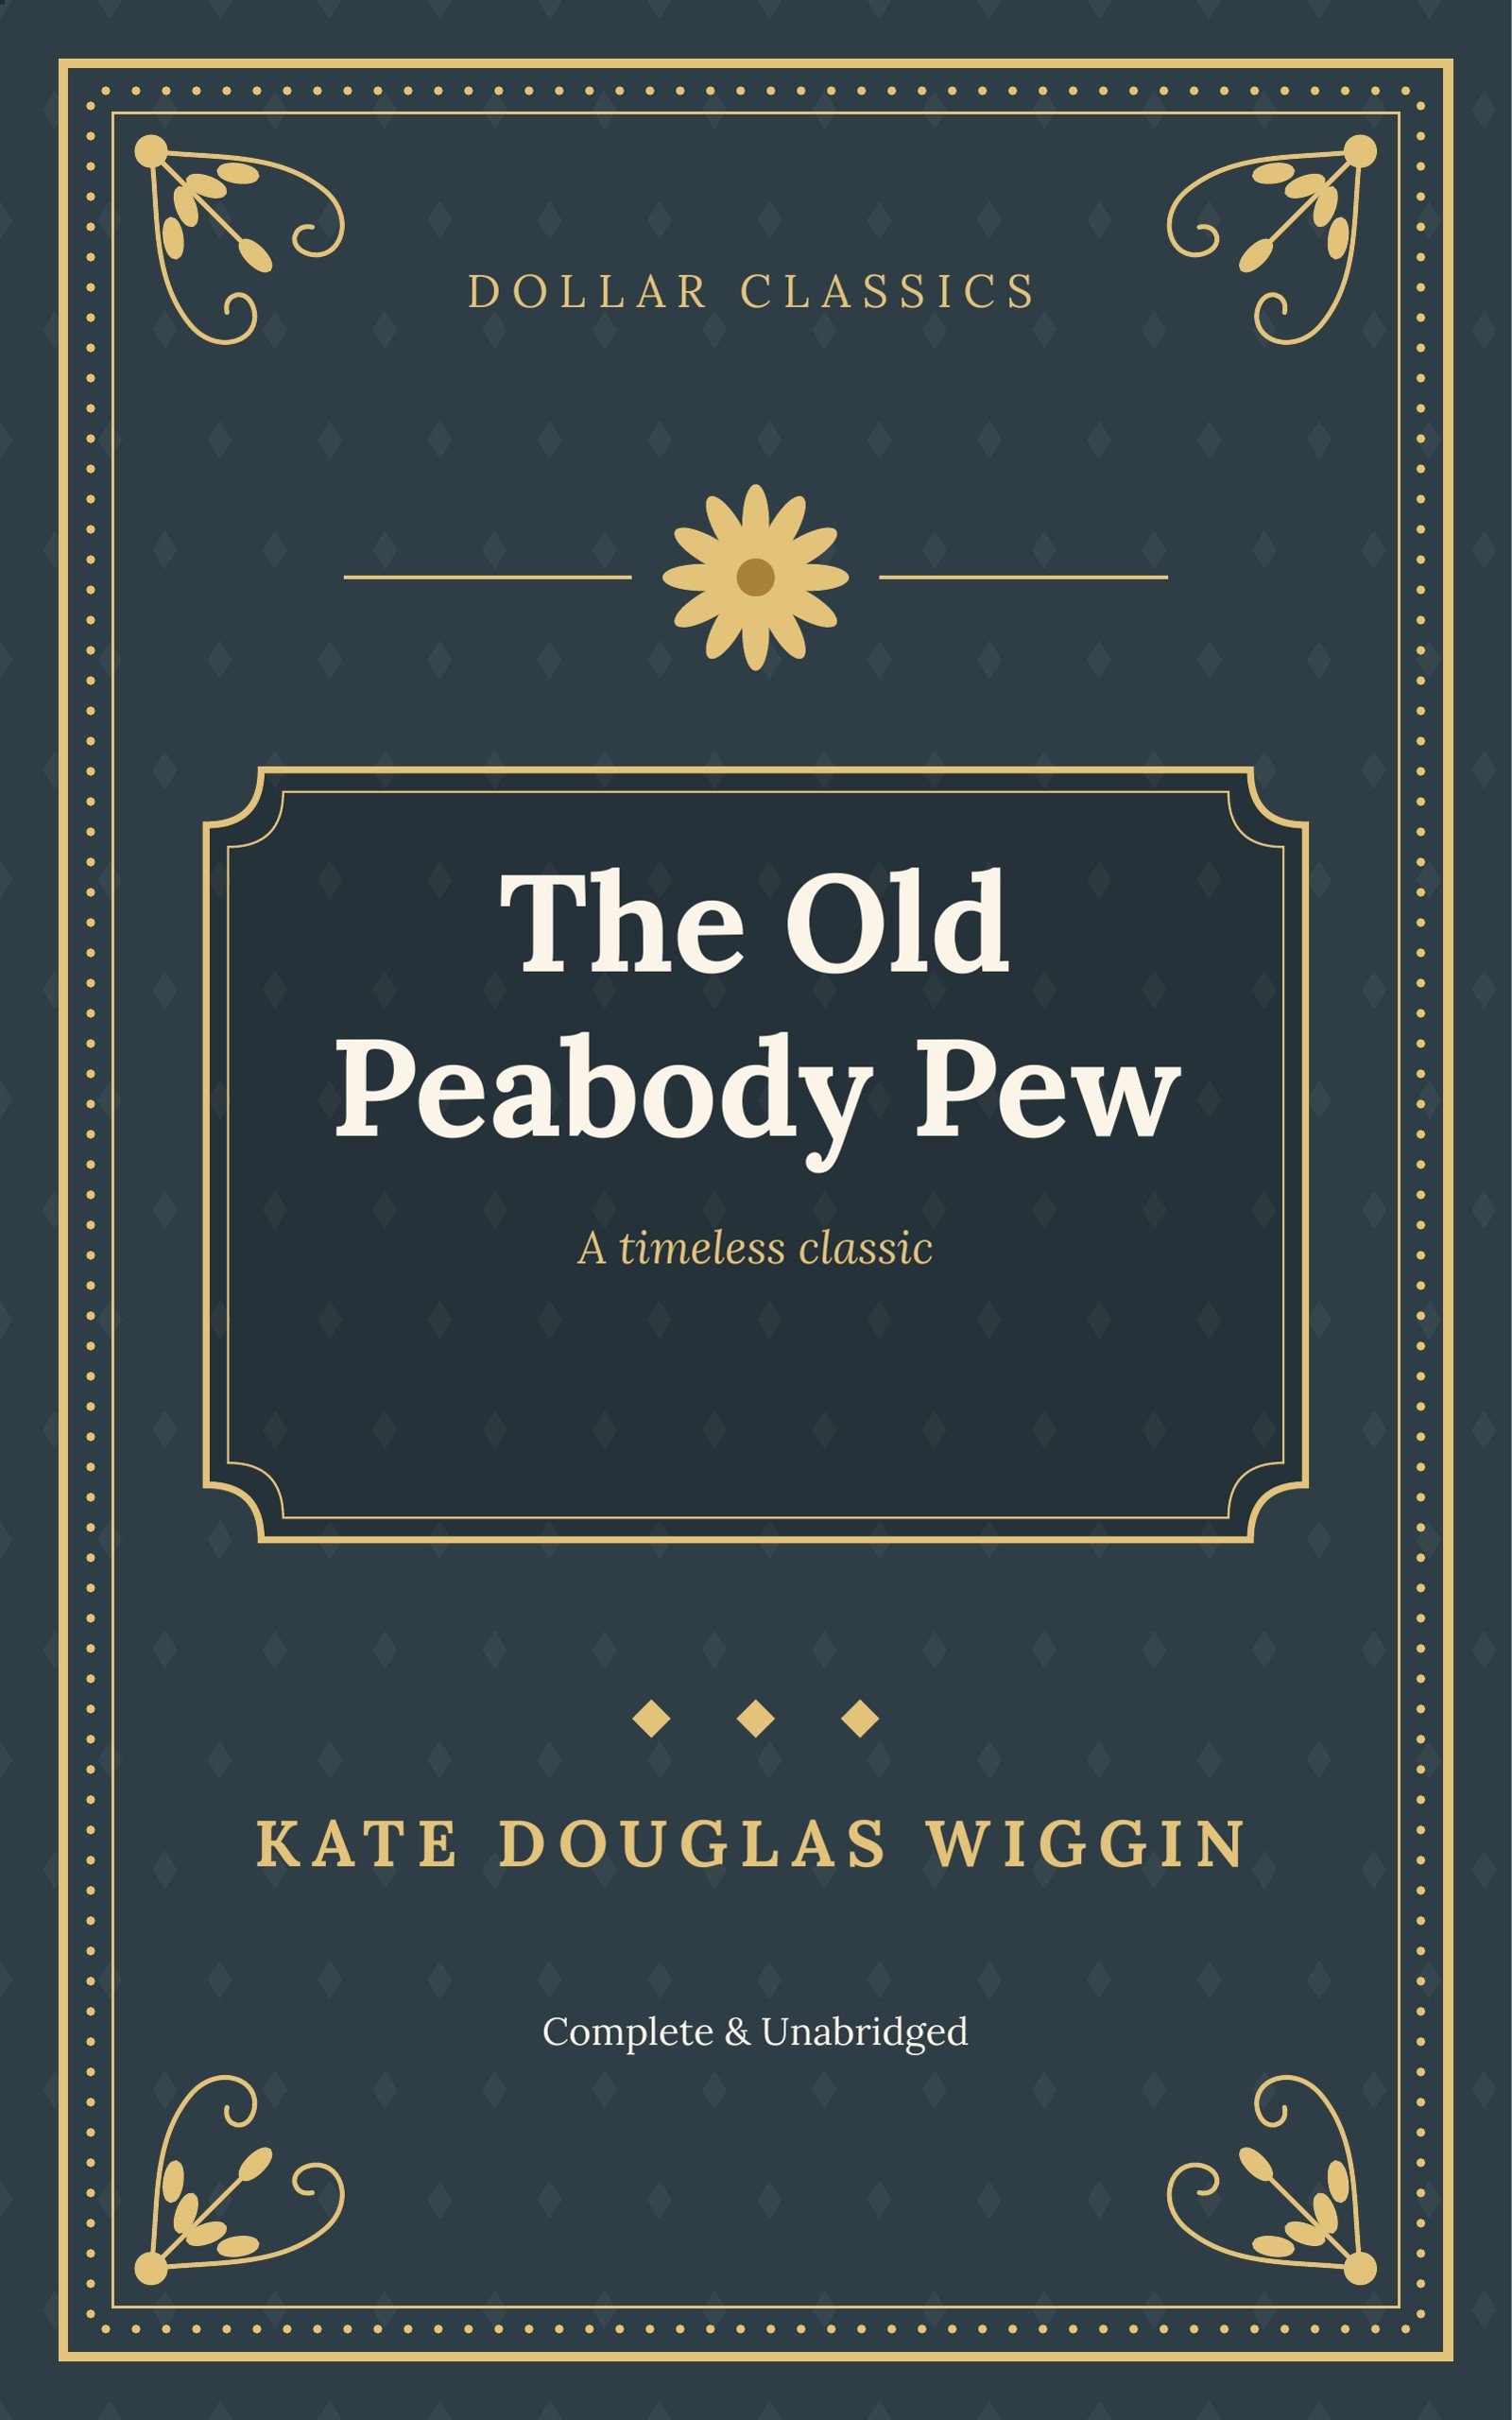 DOLLAR CLASSICS
The Old
Peabody Pew
A timeless classic
KATE DOUGLAS WIGGIN
Complete & Unabridged